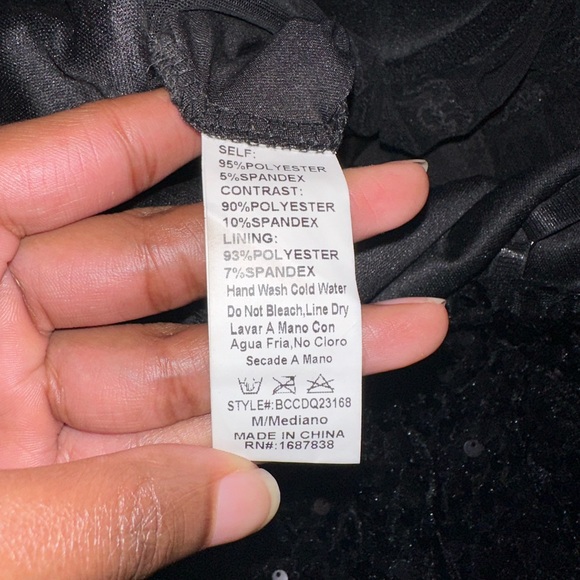 SELF:
95%POLYESTER
5%SPANDEX
CONTRAST:
90%POLYESTER
10%SPANDEX
LINING:
93%POLYESTER
7%SPANDEX
Hand Wash Cold Water
Do Not Bleach,Line Dry
Lavar A Mano Con
Agua Fria,No Cloro
Secade A Mano
STYLE#:BCCDQ23168
M/Mediano
MADE IN CHINA
RN#:1687838